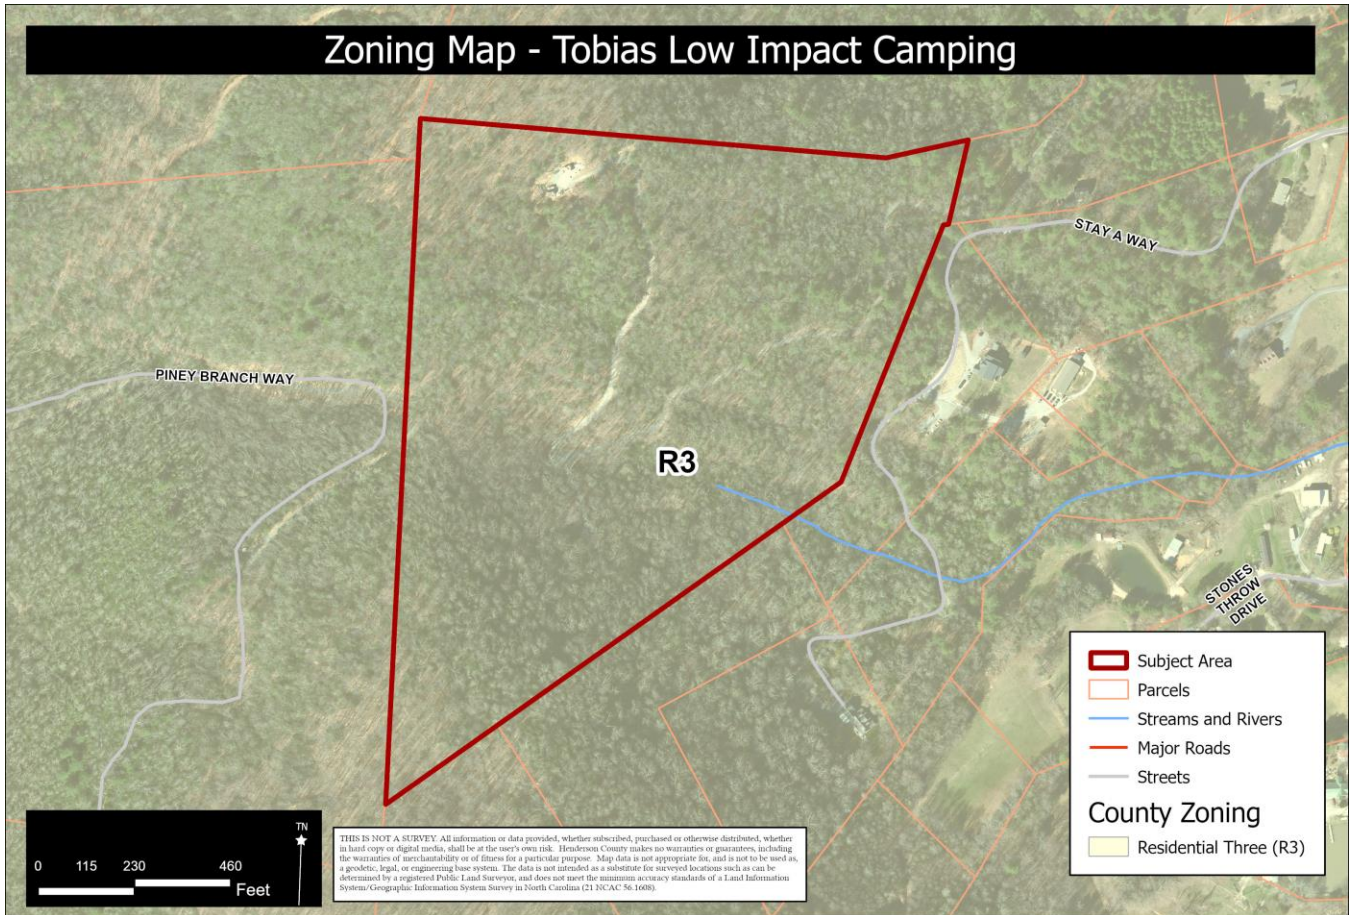 Zoning Map - Tobias Low Impact Camping
STAY A WAY
PINEY BRANCH WAY
R3
STONES
THROW
DRIVE
Subject Area
Parcels
Streams and Rivers
Major Roads
Streets
County Zoning
Residential Three (R3)
TN
0 115 230 460
Feet
THIS IS NOT A SURVEY. All information or data provided, whether subscribed, purchased or otherwise distributed, whether
in hard copy or digital media, shall be at the user's own risk. Henderson County makes no warranties or guarantees, including
the warranties of merchantability or of fitness for a particular purpose. Map data is not appropriate for, and is not to be used as,
a geodetic, legal, or engineering base system. The data is not intended as a substitute for surveyed locations such as can be
determined by a registered Public Land Surveyor, and does not meet the minimum accuracy standards of a Land Information
System/Geographic Information System Survey in North Carolina (21 NCAC 56.1608).